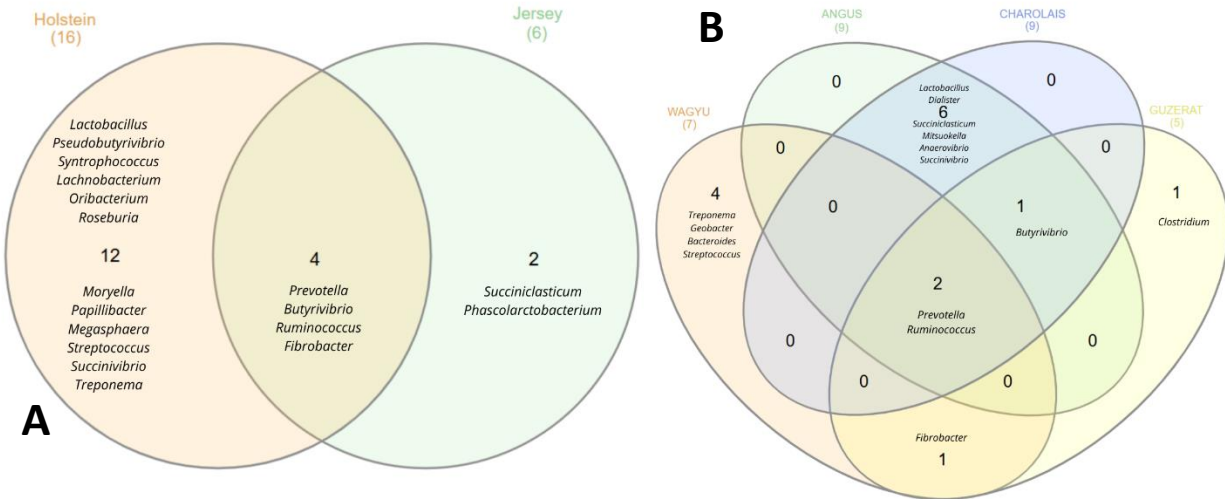 Holstein
(16)
Jersey
(6)
Lactobacillus
Pseudobutyrivibrio
Syntrophococcus
Lachnobacterium
Oribacterium
Roseburia
12
Moryella
Papillibacter
Megasphaera
Streptococcus
Succinivibrio
Treponema
4
Prevotella
Butyrivibrio
Ruminococcus
Fibrobacter
2
Succiniclasticum
Phascolarctobacterium
A
B
ANGUS
(9)
CHAROLAIS
(9)
WAGYU
(7)
GUZERAT
(5)
0
0
Lactobacillus
Dialister
6
Succiniclasticum
Mitsuokella
Anaerovibrio
Succinivibrio
0
0
4
Treponema
Geobacter
Bacteroides
Streptococcus
0
1
Butyrivibrio
1
Clostridium
2
Prevotella
Ruminococcus
0
0
0
0
Fibrobacter
1